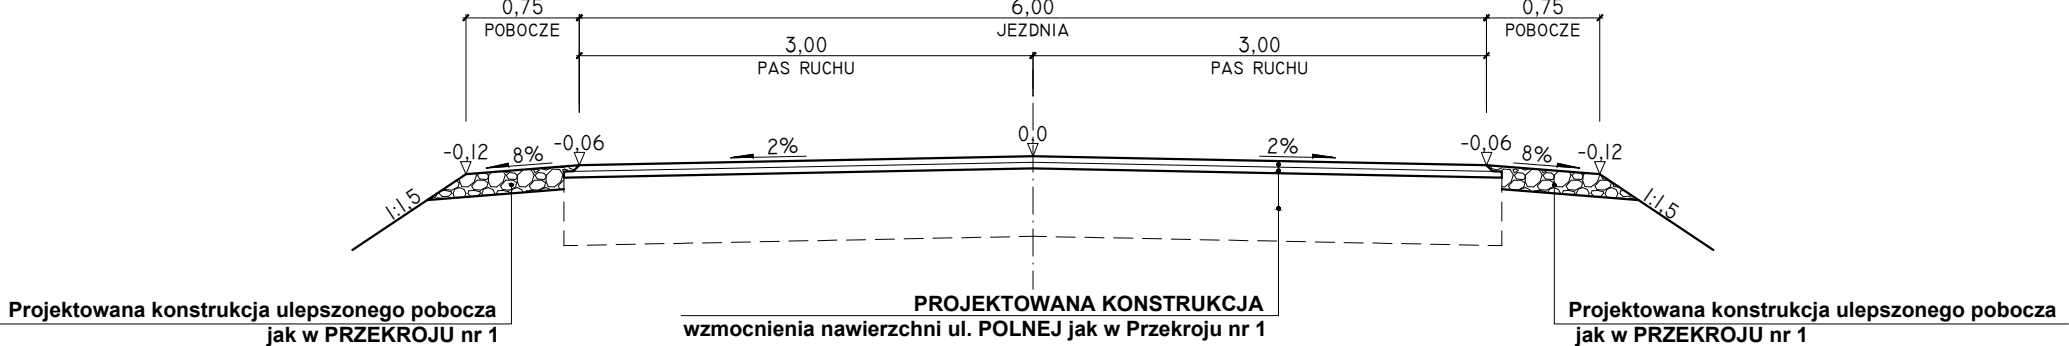 0,75 6,00 0,75
POBOCZE JEZDNIA POBOCZE
3,00 3,00
PAS RUCHU PAS RUCHU
-0,12 8% -0,06 2% 0,0 2% -0,06 8% -0,12
1:1,5 1:1,5
Projektowana konstrukcja ulepszonego pobocza
jak w PRZEKROJU nr 1
PROJEKTOWANA KONSTRUKCJA
wzmocnienia nawierzchni ul. POLNEJ jak w Przekroju nr 1
Projektowana konstrukcja ulepszonego pobocza
jak w PRZEKROJU nr 1